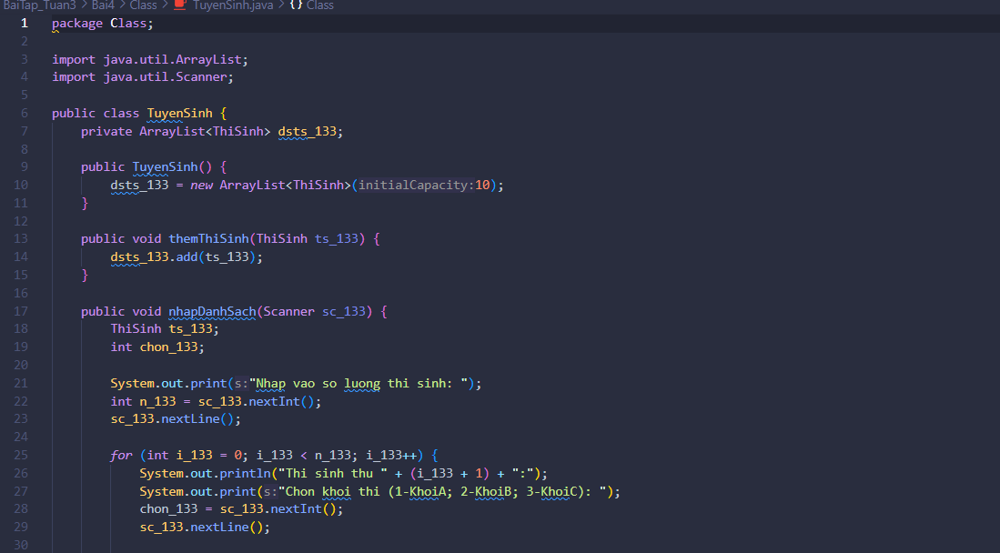 BaiTap_Tuan3 > Bai4 > Class > TuyenSinh.java > {} Class
1 package Class;
2
3 import java.util.ArrayList;
4 import java.util.Scanner;
5
6 public class TuyenSinh {
7 private ArrayList<ThiSinh> dsts_133;
8
9 public TuyenSinh() {
10 dsts_133 = new ArrayList<ThiSinh>(initialCapacity:10);
11 }
12
13 public void themThiSinh(ThiSinh ts_133) {
14 dsts_133.add(ts_133);
15 }
16
17 public void nhapDanhSach(Scanner sc_133) {
18 ThiSinh ts_133;
19 int chon_133;
20
21 System.out.print(s:"Nhap vao so luong thi sinh: ");
22 int n_133 = sc_133.nextInt();
23 sc_133.nextLine();
24
25 for (int i_133 = 0; i_133 < n_133; i_133++) {
26 System.out.println("Thi sinh thu " + (i_133 + 1) + ":");
27 System.out.print(s:"Chon khoi thi (1-KhoiA; 2-KhoiB; 3-KhoiC): ");
28 chon_133 = sc_133.nextInt();
29 sc_133.nextLine();
30